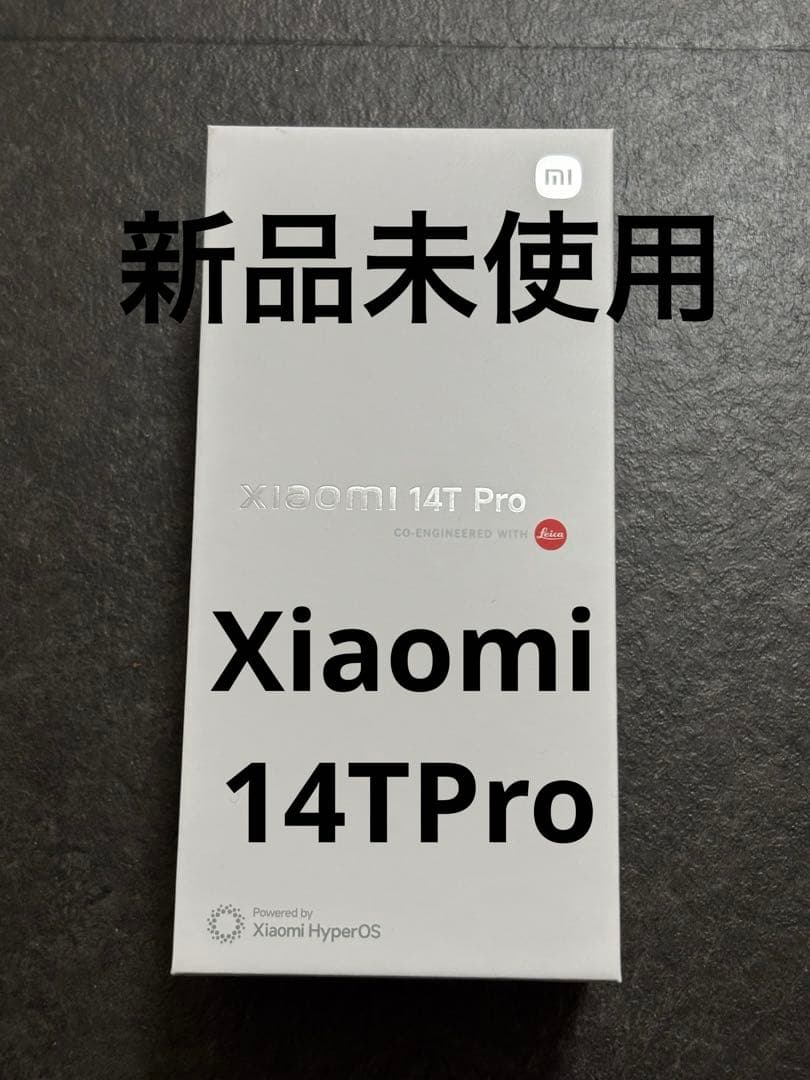 mi
新品未使用
xiaomi 14T Pro
CO-ENGINEERED WITH Leica
Xiaomi
14TPro
Powered by
Xiaomi HyperOS